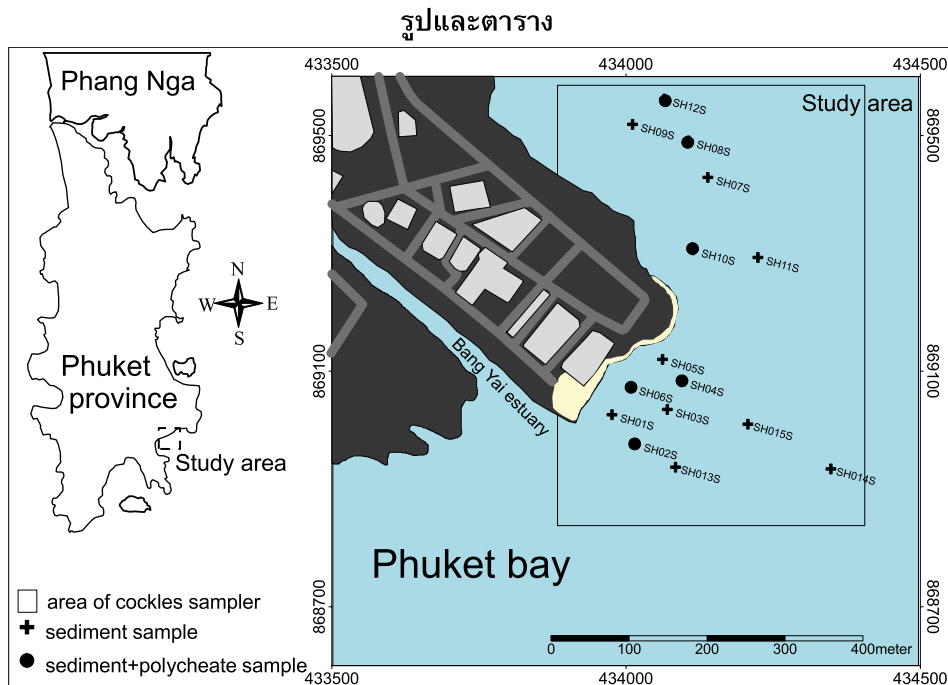 รูปและตาราง
433500
434000
434500
Phang Nga
Study area
SH12S
SH09S
SH08S
869500
869500
SH07S
SH10S
SH11S
N
W
E
S
Phuket
province
Bang Yai estuary
869100
869100
SH05S
SH04S
SH06S
SH03S
SH01S
SH015S
SH02S
SH013S
SH014S
Study area
Phuket bay
area of cockles sampler
sediment sample
sediment+polycheate sample
868700
868700
0
100
200
300
400meter
433500
434000
434500